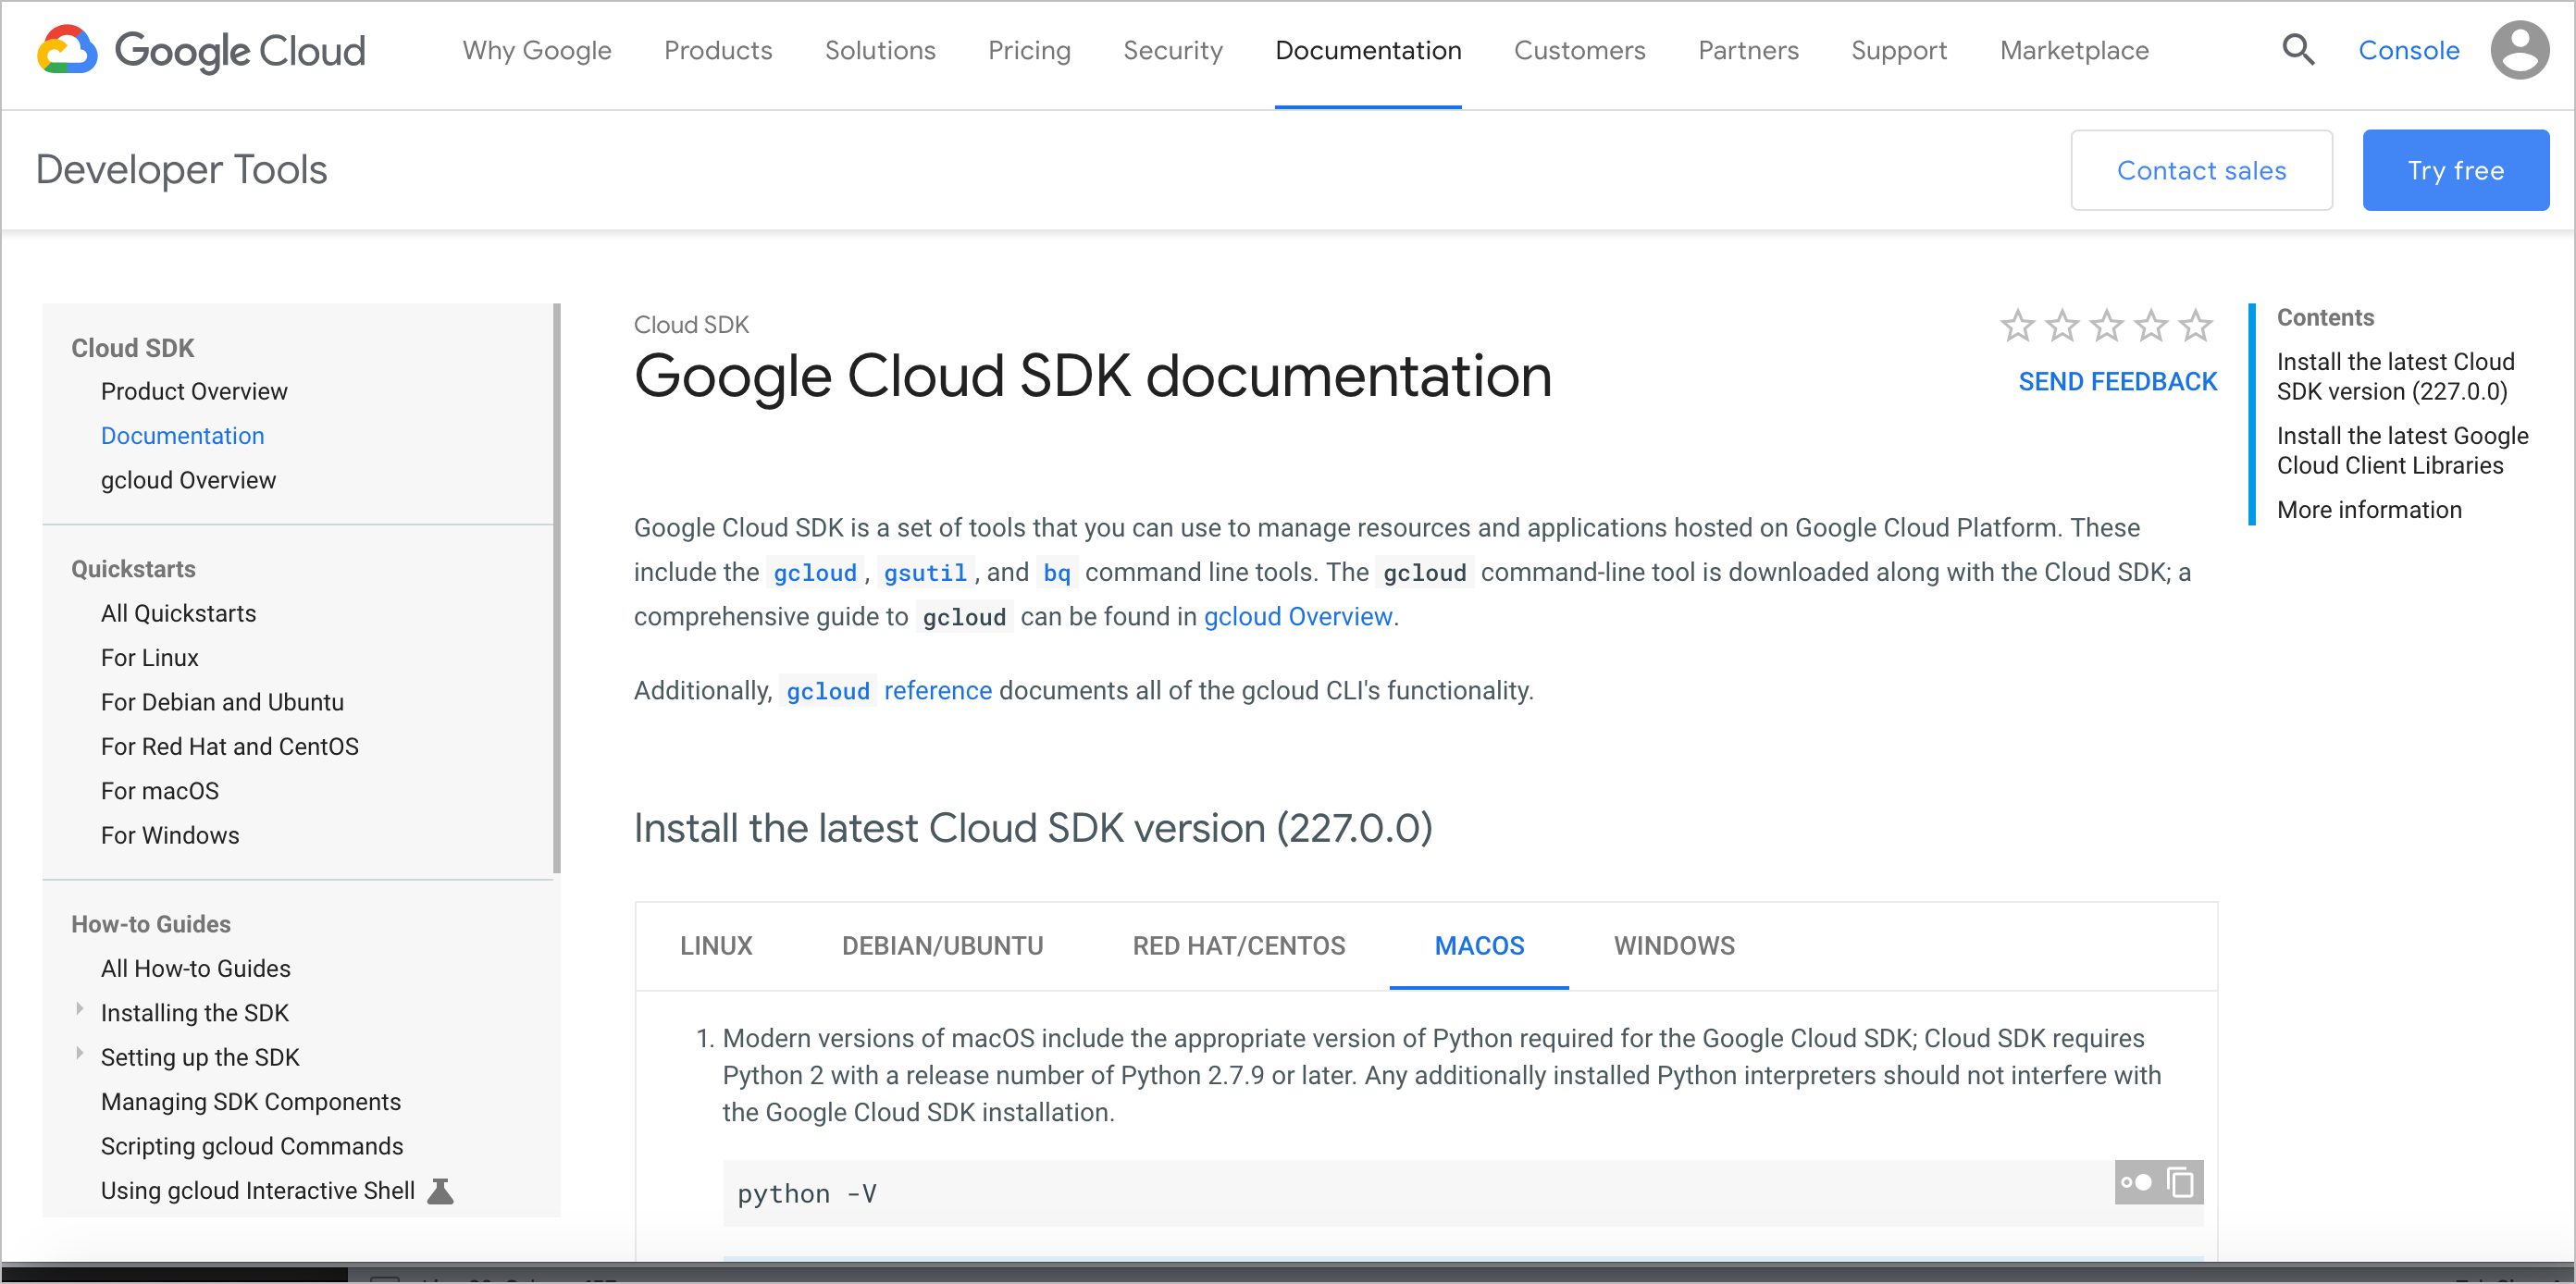 Google Cloud
Why Google
Products
Solutions
Pricing
Security
Documentation
Customers
Partners
Support
Marketplace
Console
Developer Tools
Contact sales
Try free
Cloud SDK
Product Overview
Documentation
gcloud Overview
Quickstarts
All Quickstarts
For Linux
For Debian and Ubuntu
For Red Hat and CentOS
For macOS
For Windows
How-to Guides
All How-to Guides
Installing the SDK
Setting up the SDK
Managing SDK Components
Scripting gcloud Commands
Using gcloud Interactive Shell
Cloud SDK
Google Cloud SDK documentation
SEND FEEDBACK
Google Cloud SDK is a set of tools that you can use to manage resources and applications hosted on Google Cloud Platform. These
include the gcloud , gsutil , and bq command line tools. The gcloud command-line tool is downloaded along with the Cloud SDK; a
comprehensive guide to gcloud can be found in gcloud Overview.
Additionally, gcloud reference documents all of the gcloud CLI's functionality.
Install the latest Cloud SDK version (227.0.0)
LINUX
DEBIAN/UBUNTU
RED HAT/CENTOS
MACOS
WINDOWS
1. Modern versions of macOS include the appropriate version of Python required for the Google Cloud SDK; Cloud SDK requires
Python 2 with a release number of Python 2.7.9 or later. Any additionally installed Python interpreters should not interfere with
the Google Cloud SDK installation.
python -V
Contents
Install the latest Cloud
SDK version (227.0.0)
Install the latest Google
Cloud Client Libraries
More information